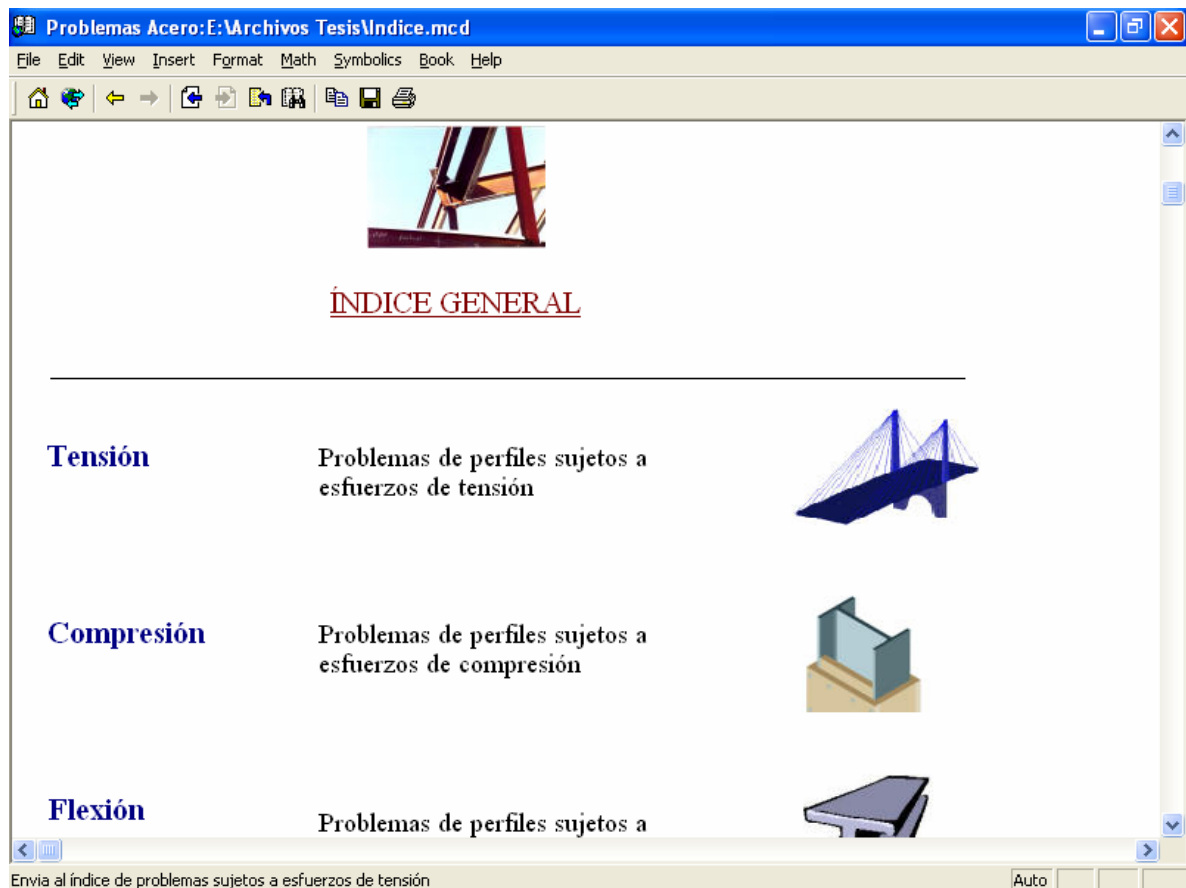 Problemas Acero:E:\Archivos Tesis\Indice.mcd
File Edit View Insert Format Math Symbolics Book Help
ÍNDICE GENERAL
Tensión
Problemas de perfiles sujetos a
esfuerzos de tensión
Compresión
Problemas de perfiles sujetos a
esfuerzos de compresión
Flexión
Problemas de perfiles sujetos a
Envia al índice de problemas sujetos a esfuerzos de tensión
Auto